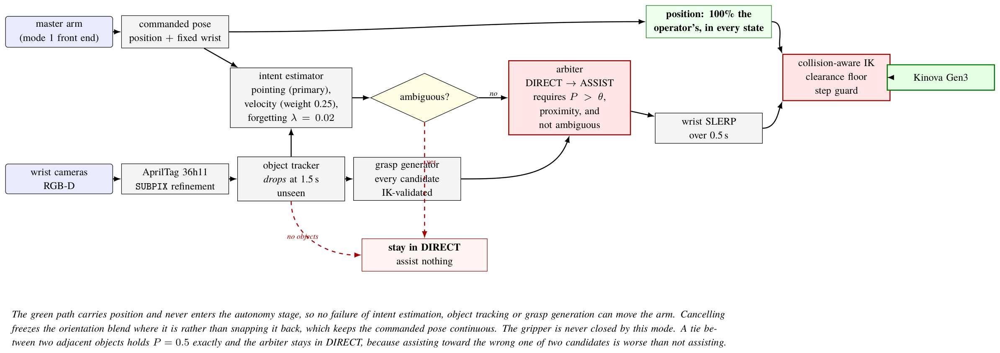 master arm
(mode 1 front end)
commanded pose
position + fixed wrist
position: 100% the
operator's, in every state
intent estimator
pointing (primary),
velocity (weight 0.25),
forgetting λ = 0.02
ambiguous?
no
yes
arbiter
DIRECT → ASSIST
requires P > θ,
proximity, and
not ambiguous
wrist SLERP
over 0.5 s
collision-aware IK
clearance floor
step guard
Kinova Gen3
wrist cameras
RGB-D
AprilTag 36h11
SUBPIX refinement
object tracker
drops at 1.5 s
unseen
grasp generator
every candidate
IK-validated
no objects
stay in DIRECT
assist nothing
The green path carries position and never enters the autonomy stage, so no failure of intent estimation, object tracking or grasp generation can move the arm. Cancelling
freezes the orientation blend where it is rather than snapping it back, which keeps the commanded pose continuous. The gripper is never closed by this mode. A tie be-
tween two adjacent objects holds P = 0.5 exactly and the arbiter stays in DIRECT, because assisting toward the wrong one of two candidates is worse than not assisting.